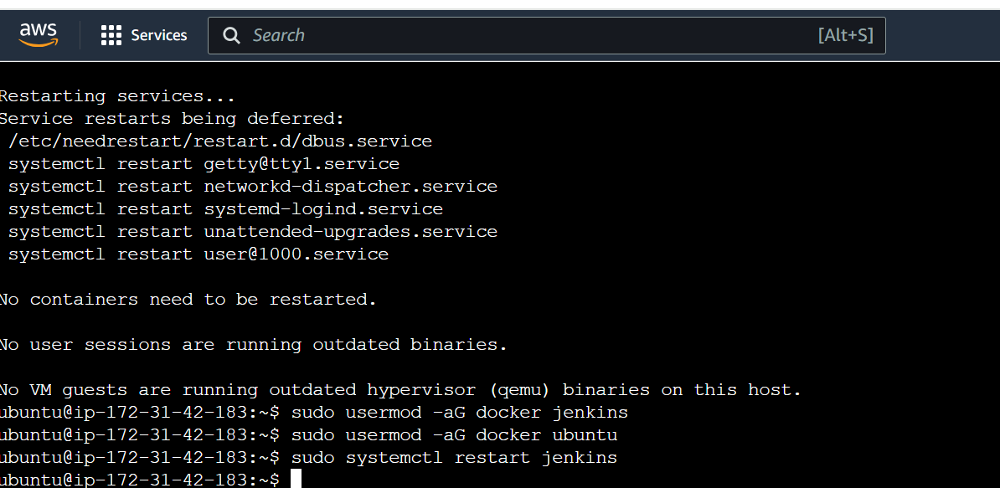 aws
Services
Search
[Alt+S]
Restarting services...
Service restarts being deferred:
/etc/needrestart/restart.d/dbus.service
systemctl restart getty@tty1.service
systemctl restart networkd-dispatcher.service
systemctl restart systemd-logind.service
systemctl restart unattended-upgrades.service
systemctl restart user@1000.service
No containers need to be restarted.
No user sessions are running outdated binaries.
No VM guests are running outdated hypervisor (qemu) binaries on this host.
ubuntu@ip-172-31-42-183:~$ sudo usermod -aG docker jenkins
ubuntu@ip-172-31-42-183:~$ sudo usermod -aG docker ubuntu
ubuntu@ip-172-31-42-183:~$ sudo systemctl restart jenkins
ubuntu@ip-172-31-42-183:~$